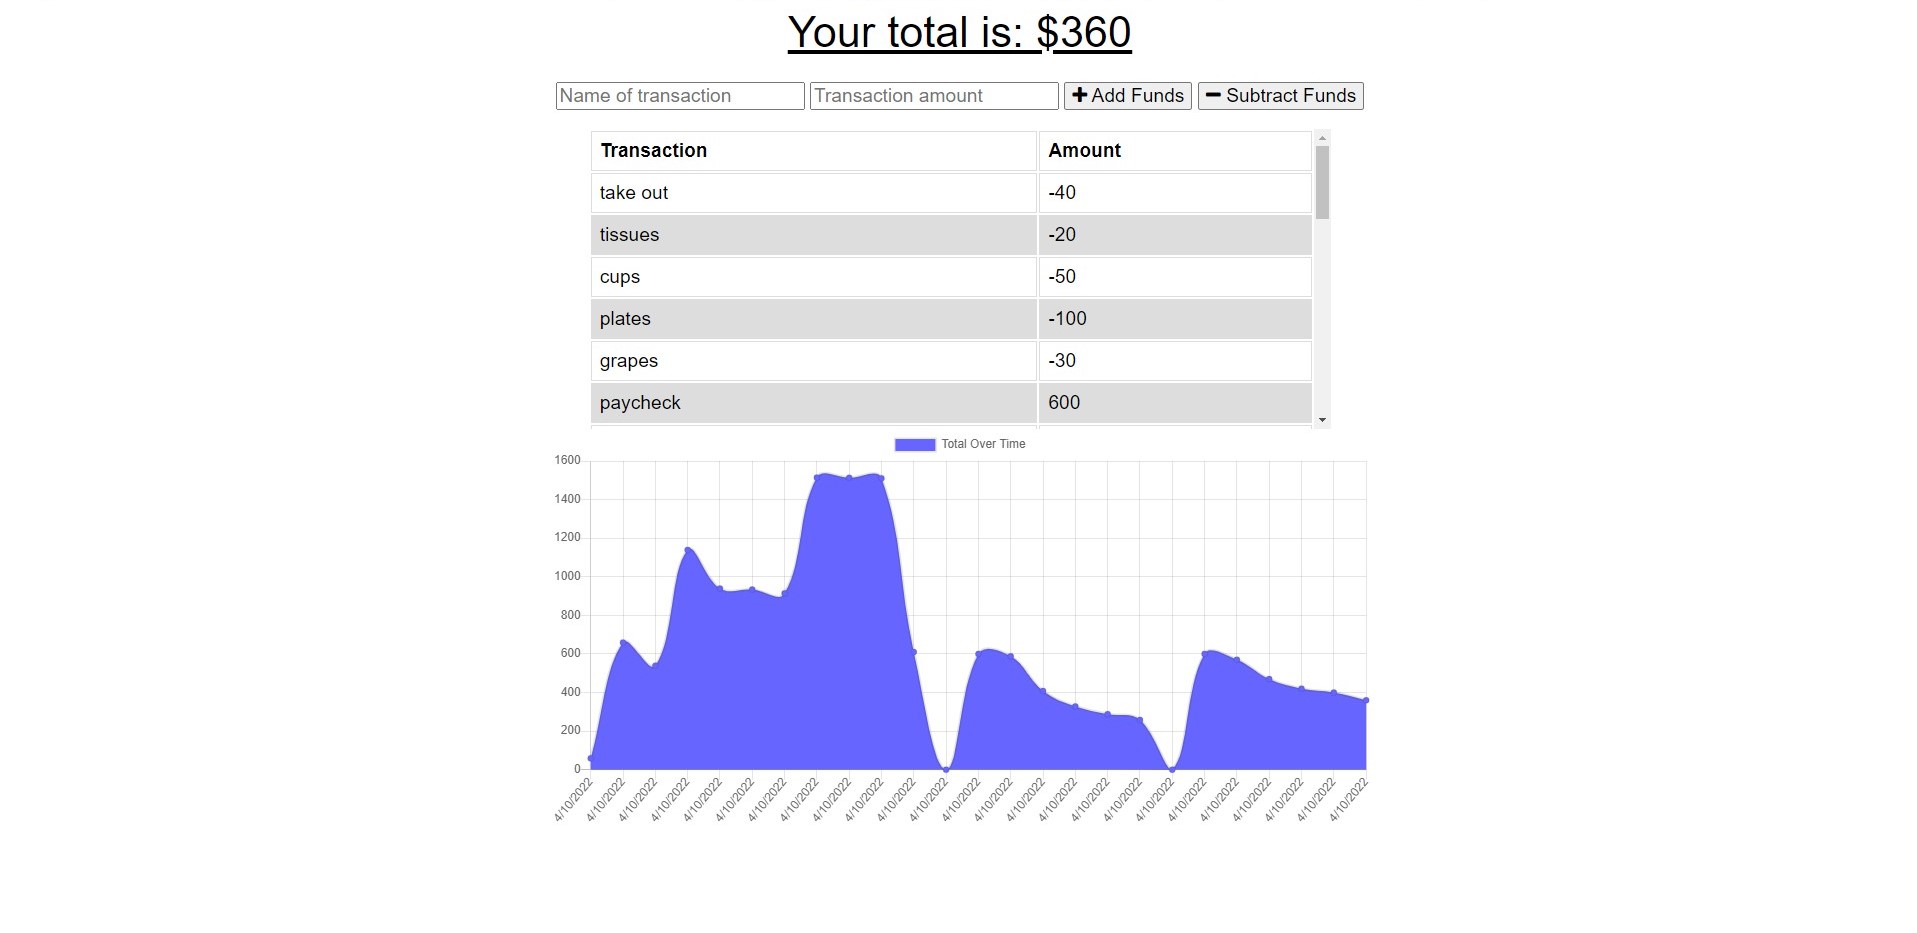 Your total is: $360
Name of transaction Transaction amount Add Funds Subtract Funds
Transaction Amount
take out -40
tissues -20
cups -50
plates -100
grapes -30
paycheck 600
Total Over Time
1600
1400
1200
1000
800
600
400
200
0
4/10/2022 4/10/2022 4/10/2022 4/10/2022 4/10/2022 4/10/2022 4/10/2022 4/10/2022 4/10/2022 4/10/2022 4/10/2022 4/10/2022 4/10/2022 4/10/2022 4/10/2022 4/10/2022 4/10/2022 4/10/2022 4/10/2022 4/10/2022 4/10/2022 4/10/2022 4/10/2022 4/10/2022 4/10/2022